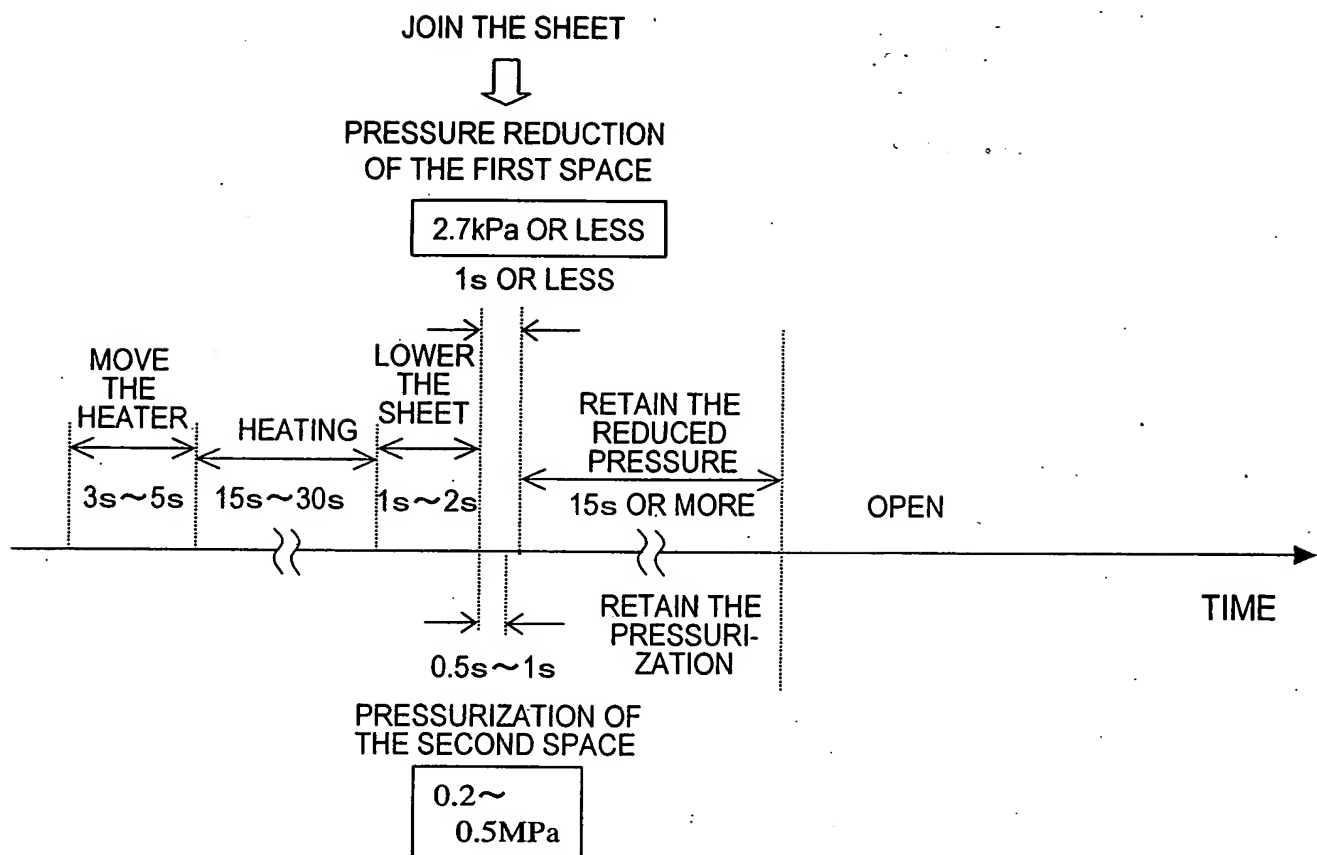 JOIN THE SHEET
PRESSURE REDUCTION
OF THE FIRST SPACE
2.7kPa OR LESS
1s OR LESS
MOVE
THE
HEATER
3s～5s
HEATING
15s～30s
LOWER
THE
SHEET
1s～2s
RETAIN THE
REDUCED
PRESSURE
15s OR MORE
OPEN
TIME
0.5s～1s
RETAIN THE
PRESSURI-
ZATION
PRESSURIZATION OF
THE SECOND SPACE
0.2～
0.5MPa